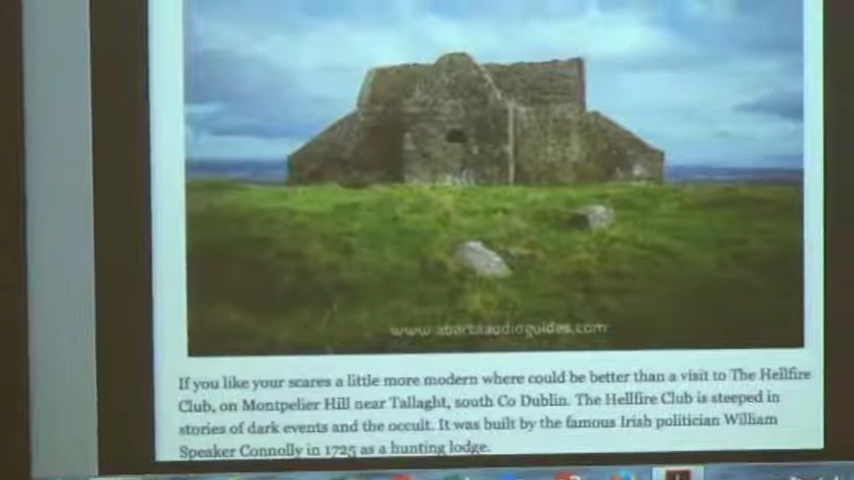 www.abartaaudioguides.com
If you like your scares a little more modern where could be better than a visit to The Hellfire
Club, on Montpelier Hill near Tallaght, south Co Dublin. The Hellfire Club is steeped in
stories of dark events and the occult. It was built by the famous Irish politician William
Speaker Connolly in 1725 as a hunting lodge.